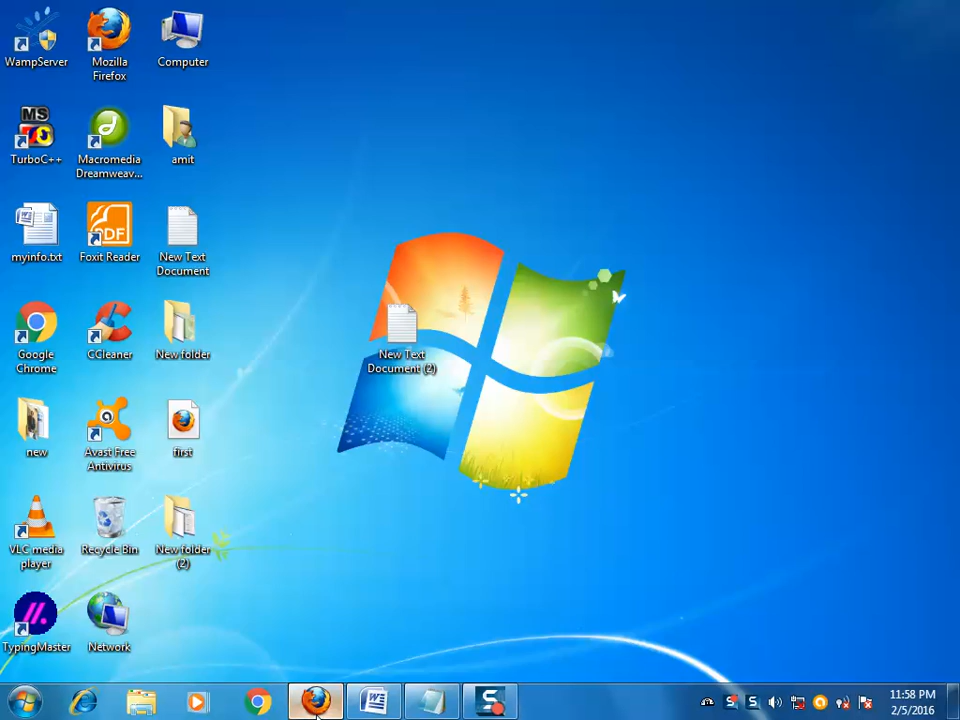 WampServer
Mozilla
Firefox
Computer
MS
TurboC++
Macromedia
Dreamweav...
amit
myinfo.txt
PDF
Foxit Reader
New Text
Document
Google
Chrome
CCleaner
New folder
New Text
Document (2)
new
Avast Free
Antivirus
first
VLC media
player
Recycle Bin
New folder
(2)
TypingMaster
Network
11:58 PM
2/5/2016